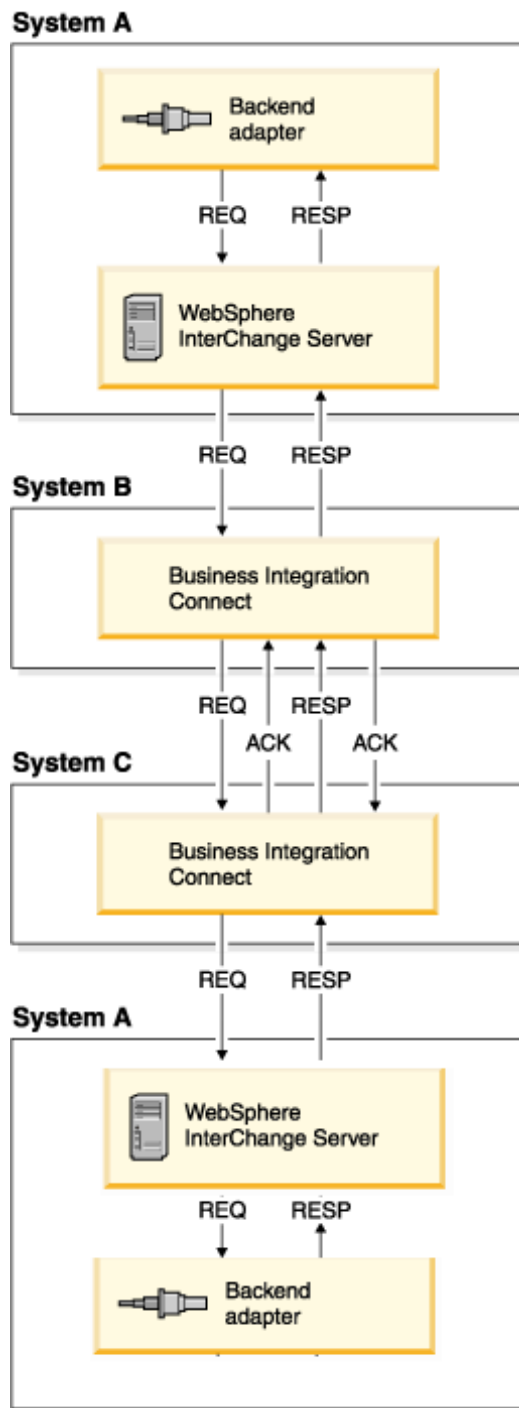 System A
Backend
adapter
REQ RESP
WebSphere
InterChange Server
REQ RESP
System B
Business Integration
Connect
REQ RESP
ACK ACK
System C
Business Integration
Connect
REQ RESP
System A
WebSphere
InterChange Server
REQ RESP
Backend
adapter